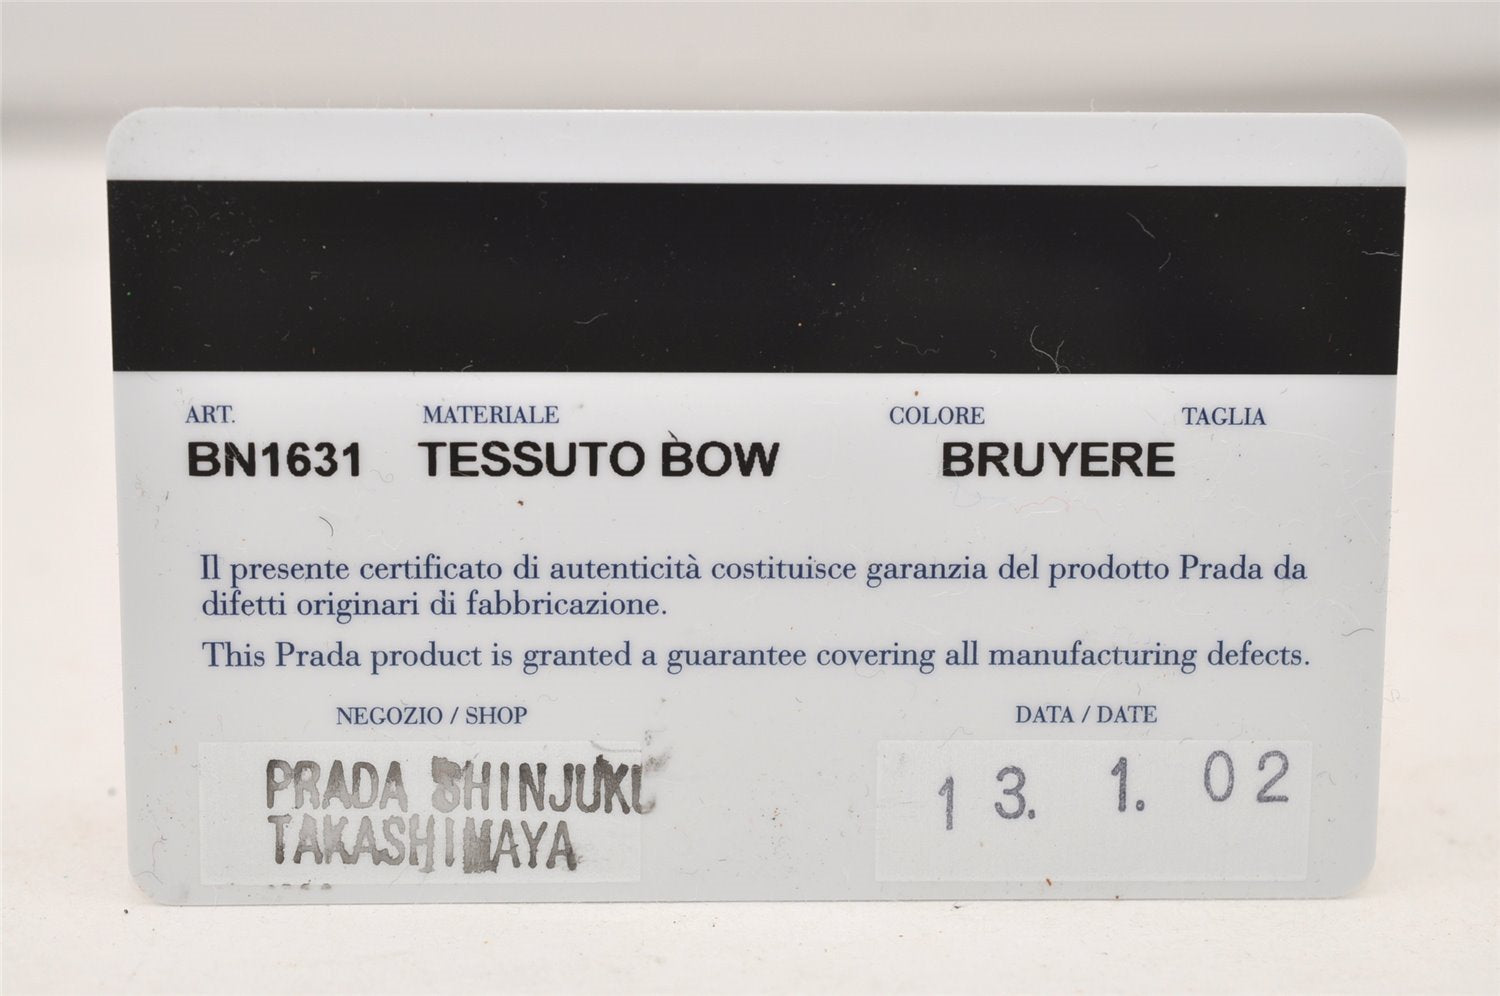 ART. MATERIALE COLORE TAGLIA
BN1631 TESSUTO BOW BRUYERE
Il presente certificato di autenticità costituisce garanzia del prodotto Prada da
difetti originari di fabbricazione.
This Prada product is granted a guarantee covering all manufacturing defects.
NEGOZIO / SHOP DATA / DATE
PRADA SHINJUKU 13. 1. 02
TAKASHIMAYA